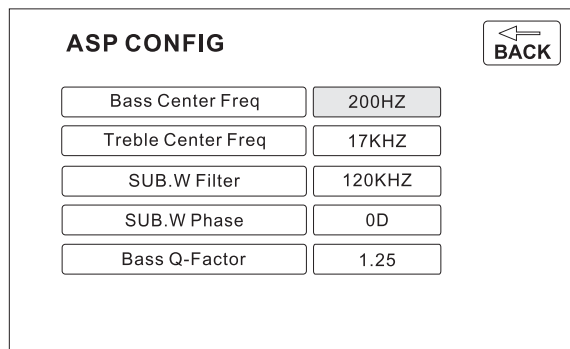 ASP CONFIG
BACK
Bass Center Freq 200HZ
Treble Center Freq 17KHZ
SUB.W Filter 120KHZ
SUB.W Phase 0D
Bass Q-Factor 1.25